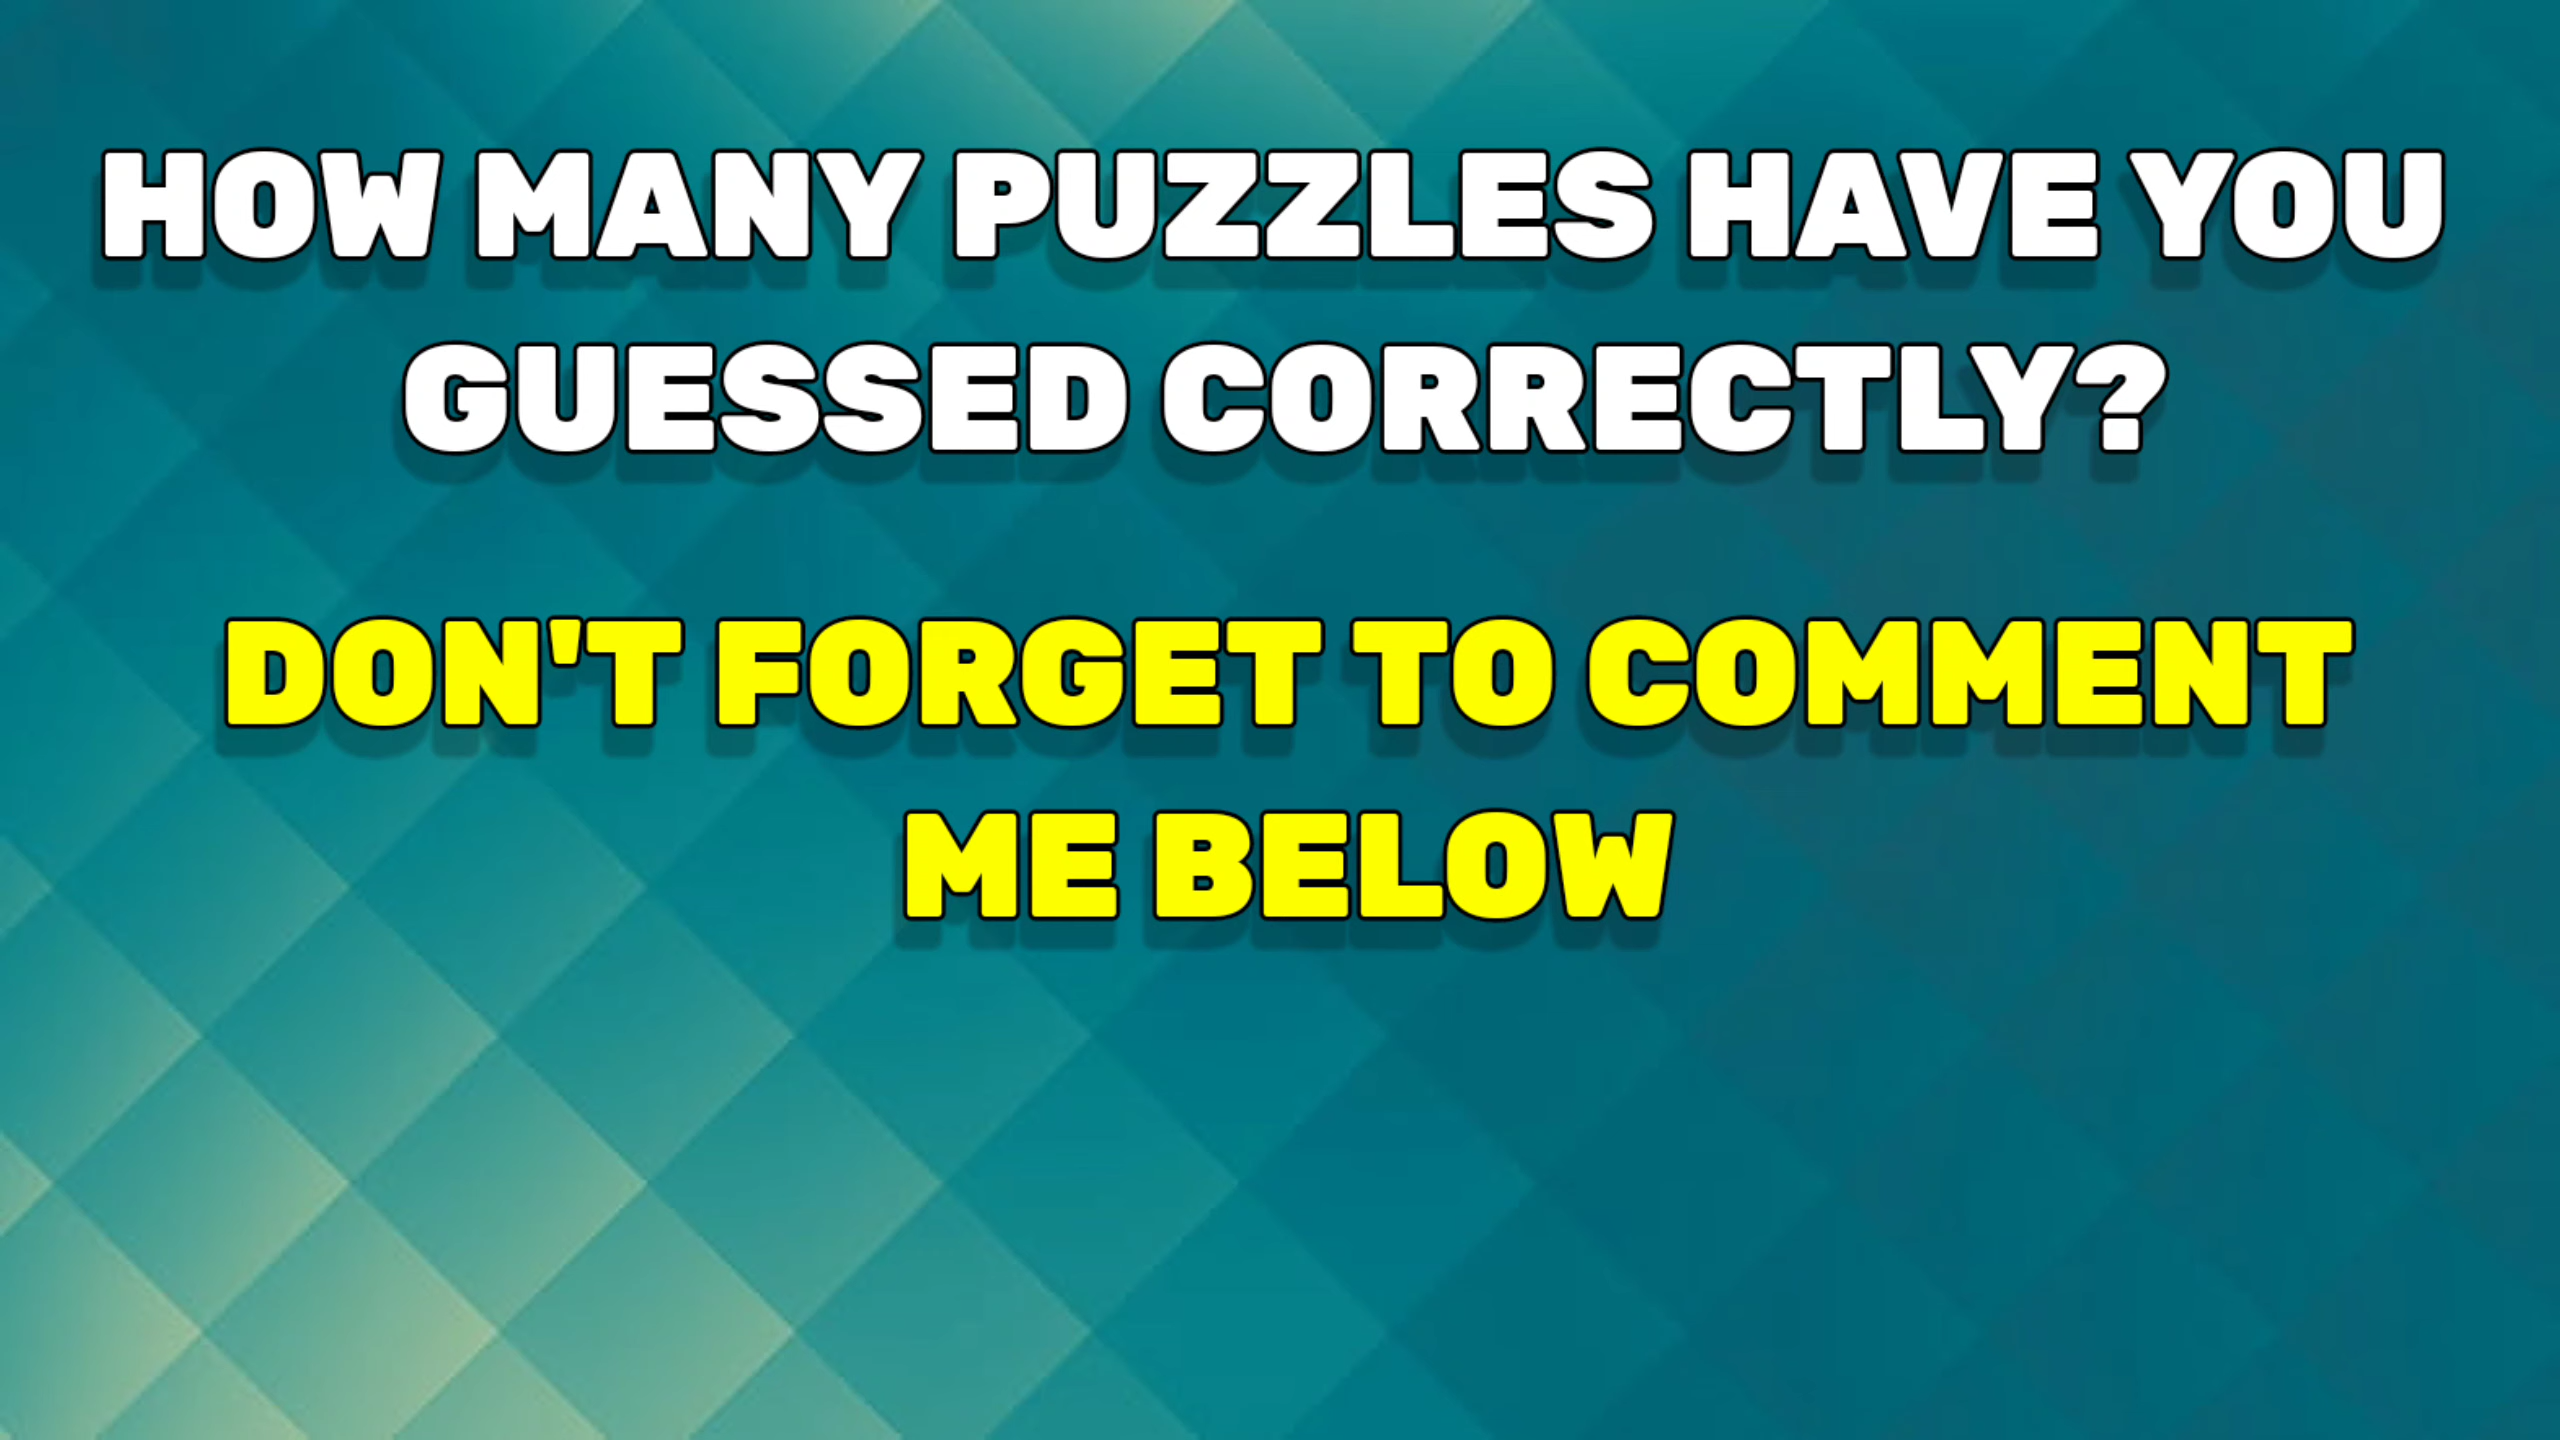 HOW MANY PUZZLES HAVE YOU
GUESSED CORRECTLY?
DON'T FORGET TO COMMENT
ME BELOW